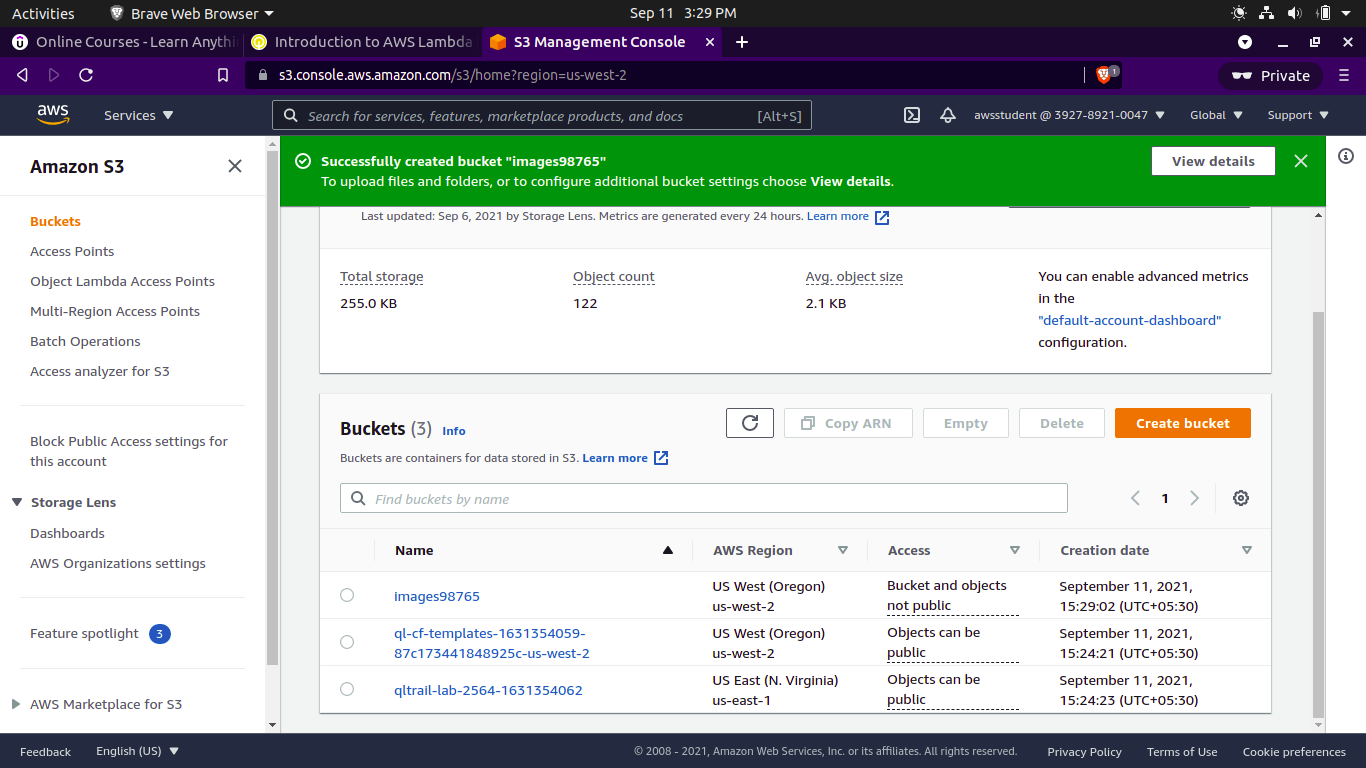 Activities
Brave Web Browser
Sep 11 3:29 PM
Online Courses - Learn Anythi
Introduction to AWS Lambda
S3 Management Console
s3.console.aws.amazon.com/s3/home?region=us-west-2
1
Private
aws
Services
Search for services, features, marketplace products, and docs
[Alt+S]
awsstudent @ 3927-8921-0047
Global
Support
Amazon S3
Buckets
Access Points
Object Lambda Access Points
Multi-Region Access Points
Batch Operations
Access analyzer for S3
Block Public Access settings for
this account
Storage Lens
Dashboards
AWS Organizations settings
Feature spotlight 3
AWS Marketplace for S3
Successfully created bucket "images98765"
To upload files and folders, or to configure additional bucket settings choose View details.
View details
Last updated: Sep 6, 2021 by Storage Lens. Metrics are generated every 24 hours. Learn more
Total storage
255.0 KB
Object count
122
Avg. object size
2.1 KB
You can enable advanced metrics
in the
"default-account-dashboard"
configuration.
Buckets (3) Info
Copy ARN
Empty
Delete
Create bucket
Buckets are containers for data stored in S3. Learn more
Find buckets by name
1
Name
AWS Region
Access
Creation date
images98765
US West (Oregon)
us-west-2
Bucket and objects
not public
September 11, 2021,
15:29:02 (UTC+05:30)
ql-cf-templates-1631354059-
87c173441848925c-us-west-2
US West (Oregon)
us-west-2
Objects can be
public
September 11, 2021,
15:24:21 (UTC+05:30)
qltrail-lab-2564-1631354062
US East (N. Virginia)
us-east-1
Objects can be
public
September 11, 2021,
15:24:23 (UTC+05:30)
Feedback
English (US)
© 2008 - 2021, Amazon Web Services, Inc. or its affiliates. All rights reserved.
Privacy Policy
Terms of Use
Cookie preferences